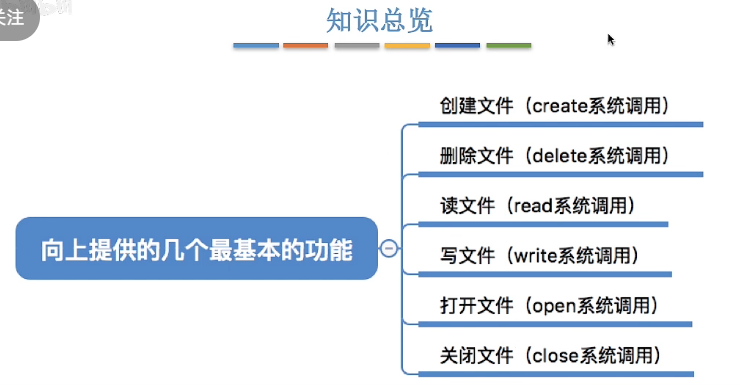 关注
知识总览
创建文件（create系统调用）
删除文件（delete系统调用）
读文件（read系统调用）
向上提供的几个最基本的功能
写文件（write系统调用）
打开文件（open系统调用）
关闭文件（close系统调用）